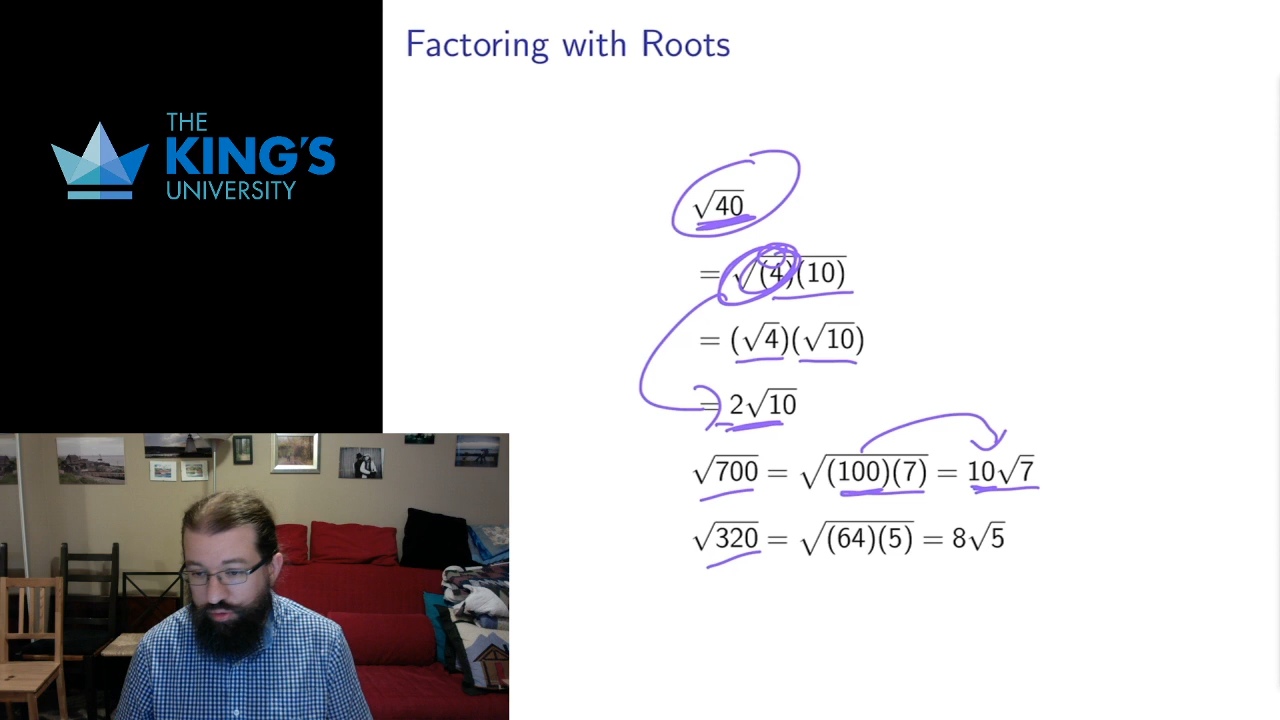 THE
KING'S
UNIVERSITY
Factoring with Roots
√40
= √(4)(10)
= (√4)(√10)
= 2√10
√700 = √(100)(7) = 10√7
√320 = √(64)(5) = 8√5